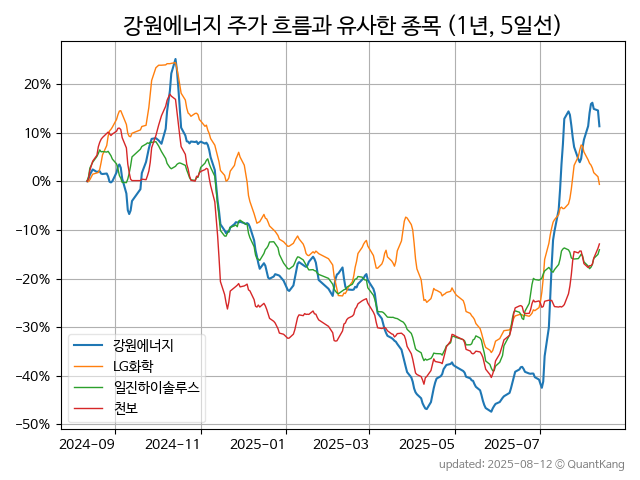 강원에너지 주가 흐름과 유사한 종목 (1년, 5일선)
20%
10%
0%
−10%
−20%
−30%
−40%
−50%
강원에너지
LG화학
일진하이솔루스
천보
2024-09
2024-11
2025-01
2025-03
2025-05
2025-07
updated: 2025-08-12 © QuantKang